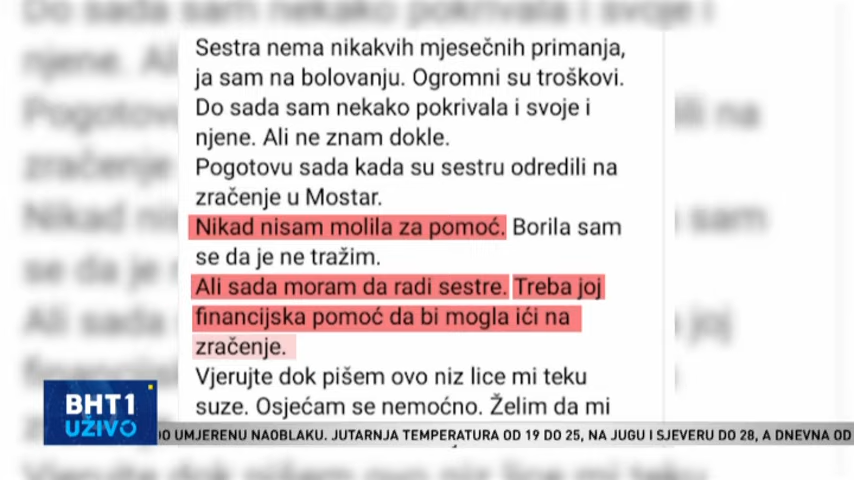 Sestra nema nikakvih mjesečnih primanja,
ja sam na bolovanju. Ogromni su troškovi.
Do sada sam nekako pokrivala i svoje i
njene. Ali ne znam dokle.
Pogotovu sada kada su sestru odredili na
zračenje u Mostar.
Nikad nisam molila za pomoć. Borila sam
se da je ne tražim.
Ali sada moram da radi sestre. Treba joj
financijska pomoć da bi mogla ići na
zračenje.
Vjerujte dok pišem ovo niz lice mi teku
suze. Osjećam se nemoćno. Želim da mi
BHT1
UŽIVO
DO UMJERENU NAOBLAKU. JUTARNJA TEMPERATURA OD 19 DO 25, NA JUGU I SJEVERU DO 28, A DNEVNA OD